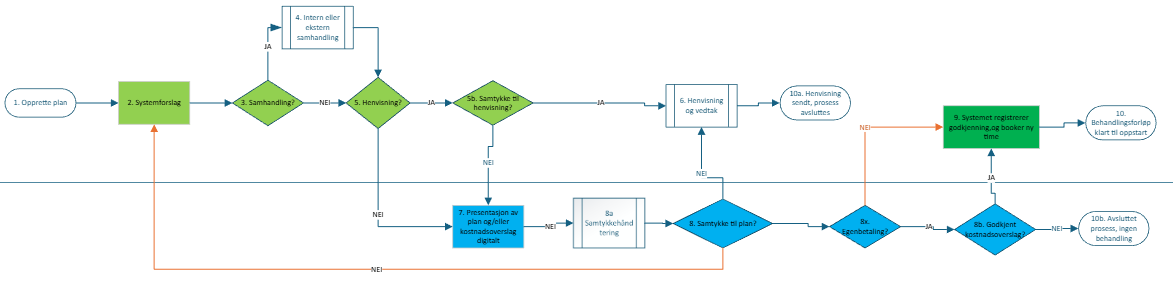 4. Intern eller
ekstern
samhandling
JA
1. Opprette plan
2. Systemforslag
3. Samhandling?
NEI
5. Henvisning?
JA
5b. Samtykke til
henvisning?
JA
6. Henvisning
og vedtak
10a. Henvisning
sendt, prosess
avsluttes
NEI
9. Systemet registrerer
godkjenning,og booker ny
time
10.
Behandlingsforløp
klart til oppstart
NEI
NEI
JA
NEI
7. Presentasjon av
plan og/eller
kostnadsoverslag
digitalt
NEI
8a
Samtykkehånd
tering
8. Samtykke til plan?
8x.
Egenbetaling?
JA
8b. Godkjent
kostnadsoverslag?
NEI
10b. Avsluttet
prosess, ingen
behandling
NEI